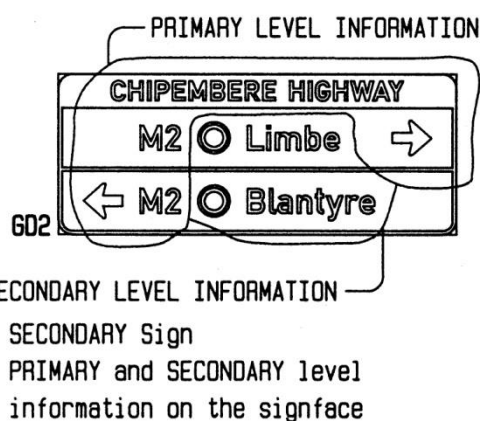 PRIMARY LEVEL INFORMATION
CHIPEMBERE HIGHWAY
M2 Limbe
M2 Blantyre
GD2
ECONDARY LEVEL INFORMATION
SECONDARY Sign
PRIMARY and SECONDARY level
information on the signface